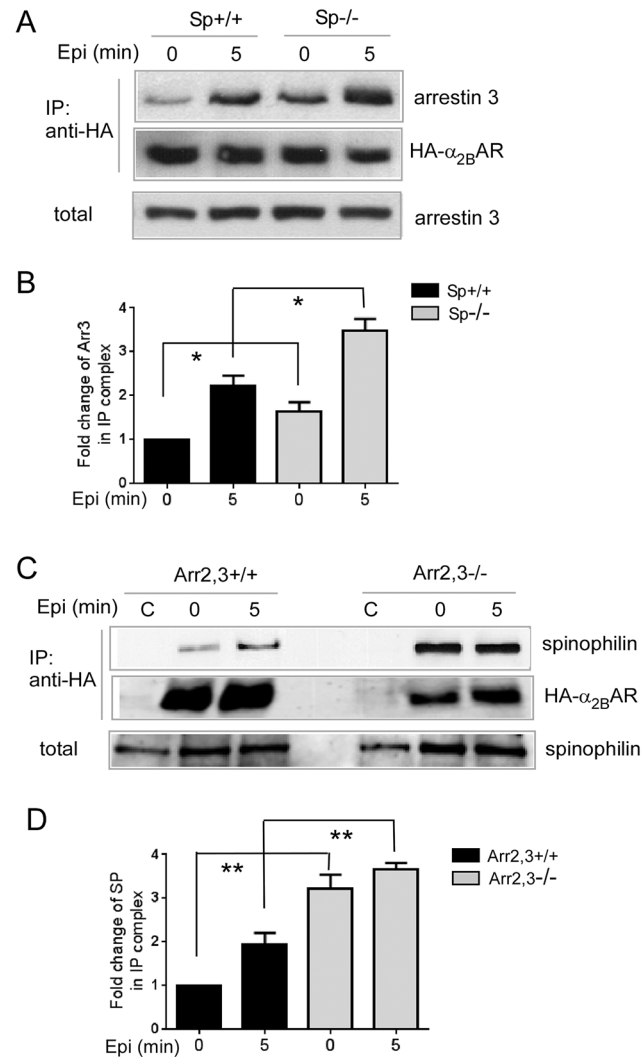 A
Sp+/+ Sp-/-
Epi (min) 0 5 0 5
IP:
anti-HA
arrestin 3
HA-α2BAR
total
arrestin 3
B
Sp+/+
Sp-/-
Fold change of Arr3
in IP complex
4
3
2
1
0
*
*
Epi (min) 0 5 0 5
C
Arr2,3+/+ Arr2,3-/-
Epi (min) C 0 5 C 0 5
IP:
anti-HA
spinophilin
HA-α2BAR
total
spinophilin
D
Arr2,3+/+
Arr2,3-/-
Fold change of SP
in IP complex
4
3
2
1
0
**
**
Epi (min) 0 5 0 5